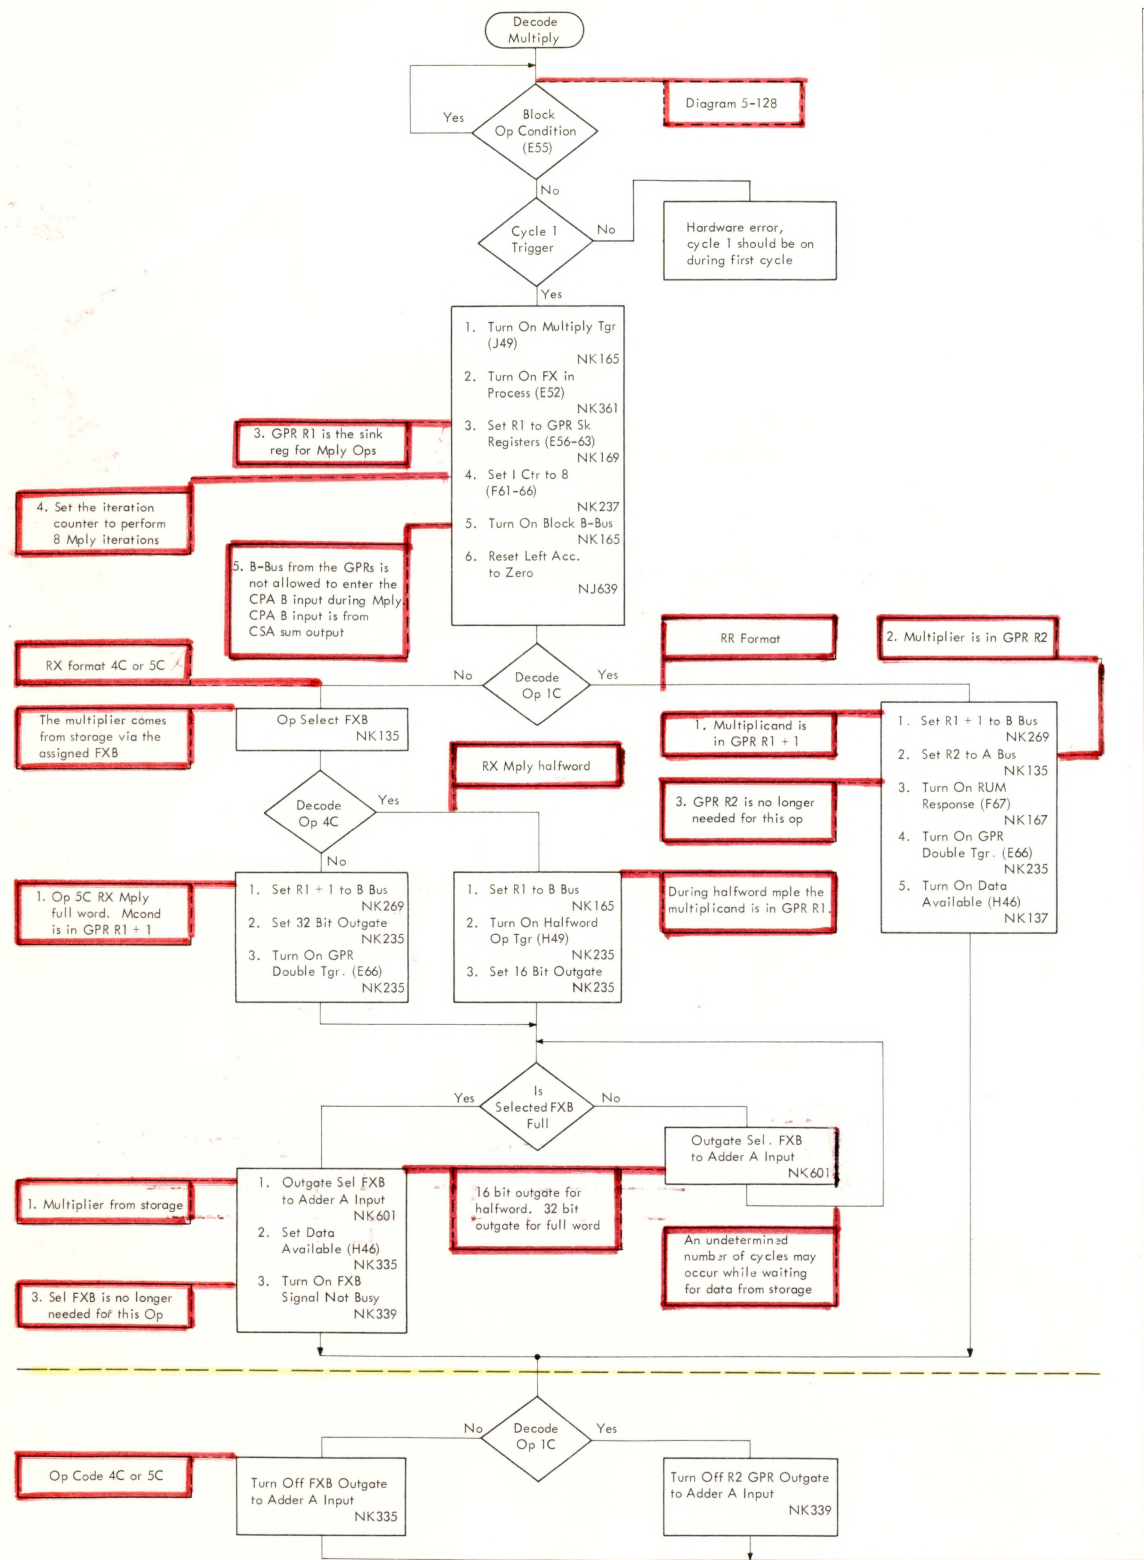 Decode
Multiply
Diagram 5-128
Block
Op Condition
(E55)
Yes
No
Cycle 1
Trigger
No
Hardware error,
cycle 1 should be on
during first cycle
Yes
1. Turn On Multiply Tgr
(J49)
NK165
2. Turn On FX in
Process (E52)
NK361
3. Set R1 to GPR Sk
Registers (E56-63)
NK169
4. Set I Ctr to 8
(F61-66)
NK237
5. Turn On Block B-Bus
NK165
6. Reset Left Acc.
to Zero
NJ639
3. GPR R1 is the sink
reg for Mply Ops
4. Set the iteration
counter to perform
8 Mply iterations
5. B-Bus from the GPRs is
not allowed to enter the
CPA B input during Mply.
CPA B input is from
CSA sum output
RX format 4C or 5C
No
Decode
Op 1C
Yes
RR Format
2. Multiplier is in GPR R2
The multiplier comes
from storage via the
assigned FXB
Op Select FXB
NK135
RX Mply halfword
1. Multiplicand is
in GPR R1 + 1
3. GPR R2 is no longer
needed for this op
1. Set R1 + 1 to B Bus
NK269
2. Set R2 to A Bus
NK135
3. Turn On RUM
Response (F67)
NK167
4. Turn On GPR
Double Tgr. (E66)
NK235
5. Turn On Data
Available (H46)
NK137
Decode
Op 4C
Yes
No
1. Op 5C RX Mply
full word. Mcond
is in GPR R1 + 1
1. Set R1 + 1 to B Bus
NK269
2. Set 32 Bit Outgate
NK235
3. Turn On GPR
Double Tgr. (E66)
NK235
1. Set R1 to B Bus
NK165
2. Turn On Halfword
Op Tgr (H49)
NK235
3. Set 16 Bit Outgate
NK235
During halfword mple the
multiplicand is in GPR R1.
Yes
Is
Selected FXB
Full
No
Outgate Sel. FXB
to Adder A Input
NK601
1. Multiplier from storage
1. Outgate Sel FXB
to Adder A Input
NK601
2. Set Data
Available (H46)
NK335
3. Turn On FXB
Signal Not Busy
NK339
16 bit outgate for
halfword. 32 bit
outgate for full word
An undetermined
number of cycles may
occur while waiting
for data from storage
3. Sel FXB is no longer
needed for this Op
No
Decode
Op 1C
Yes
Op Code 4C or 5C
Turn Off FXB Outgate
to Adder A Input
NK335
Turn Off R2 GPR Outgate
to Adder A Input
NK339